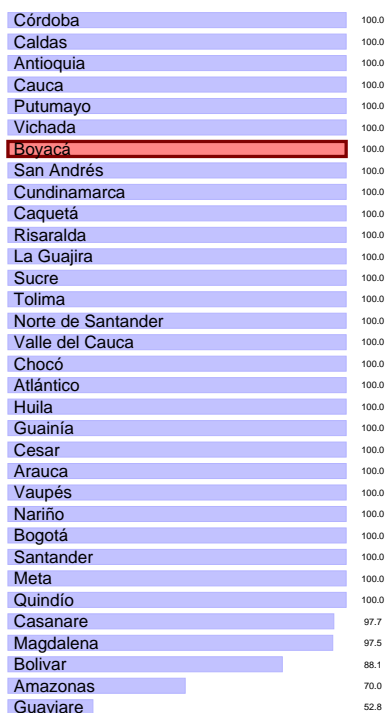 Córdoba 100.0
Caldas 100.0
Antioquia 100.0
Cauca 100.0
Putumayo 100.0
Vichada 100.0
Boyacá 100.0
San Andrés 100.0
Cundinamarca 100.0
Caquetá 100.0
Risaralda 100.0
La Guajira 100.0
Sucre 100.0
Tolima 100.0
Norte de Santander 100.0
Valle del Cauca 100.0
Chocó 100.0
Atlántico 100.0
Huila 100.0
Guainía 100.0
Cesar 100.0
Arauca 100.0
Vaupés 100.0
Nariño 100.0
Bogotá 100.0
Santander 100.0
Meta 100.0
Quindío 100.0
Casanare 97.7
Magdalena 97.5
Bolivar 88.1
Amazonas 70.0
Guaviare 52.8